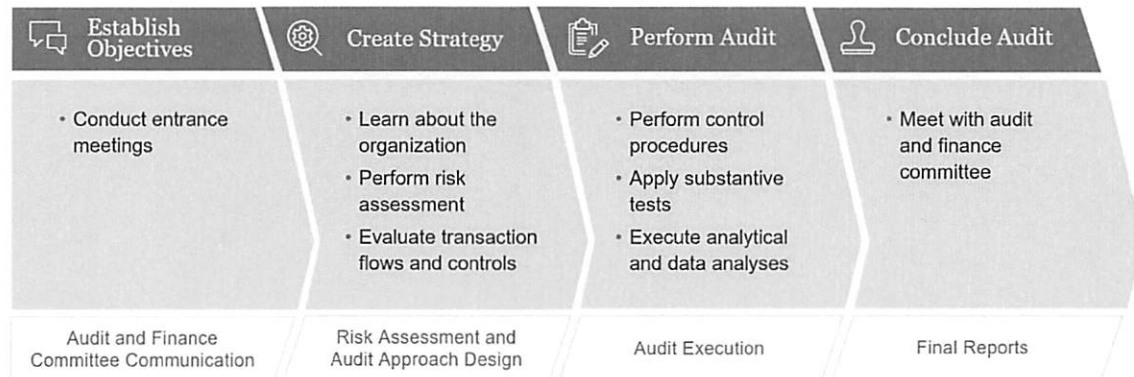 Establish
Objectives
Create Strategy
Perform Audit
Conclude Audit
• Conduct entrance
meetings
• Learn about the
organization
• Perform risk
assessment
• Evaluate transaction
flows and controls
• Perform control
procedures
• Apply substantive
tests
• Execute analytical
and data analyses
• Meet with audit
and finance
committee
Audit and Finance
Committee Communication
Risk Assessment and
Audit Approach Design
Audit Execution
Final Reports